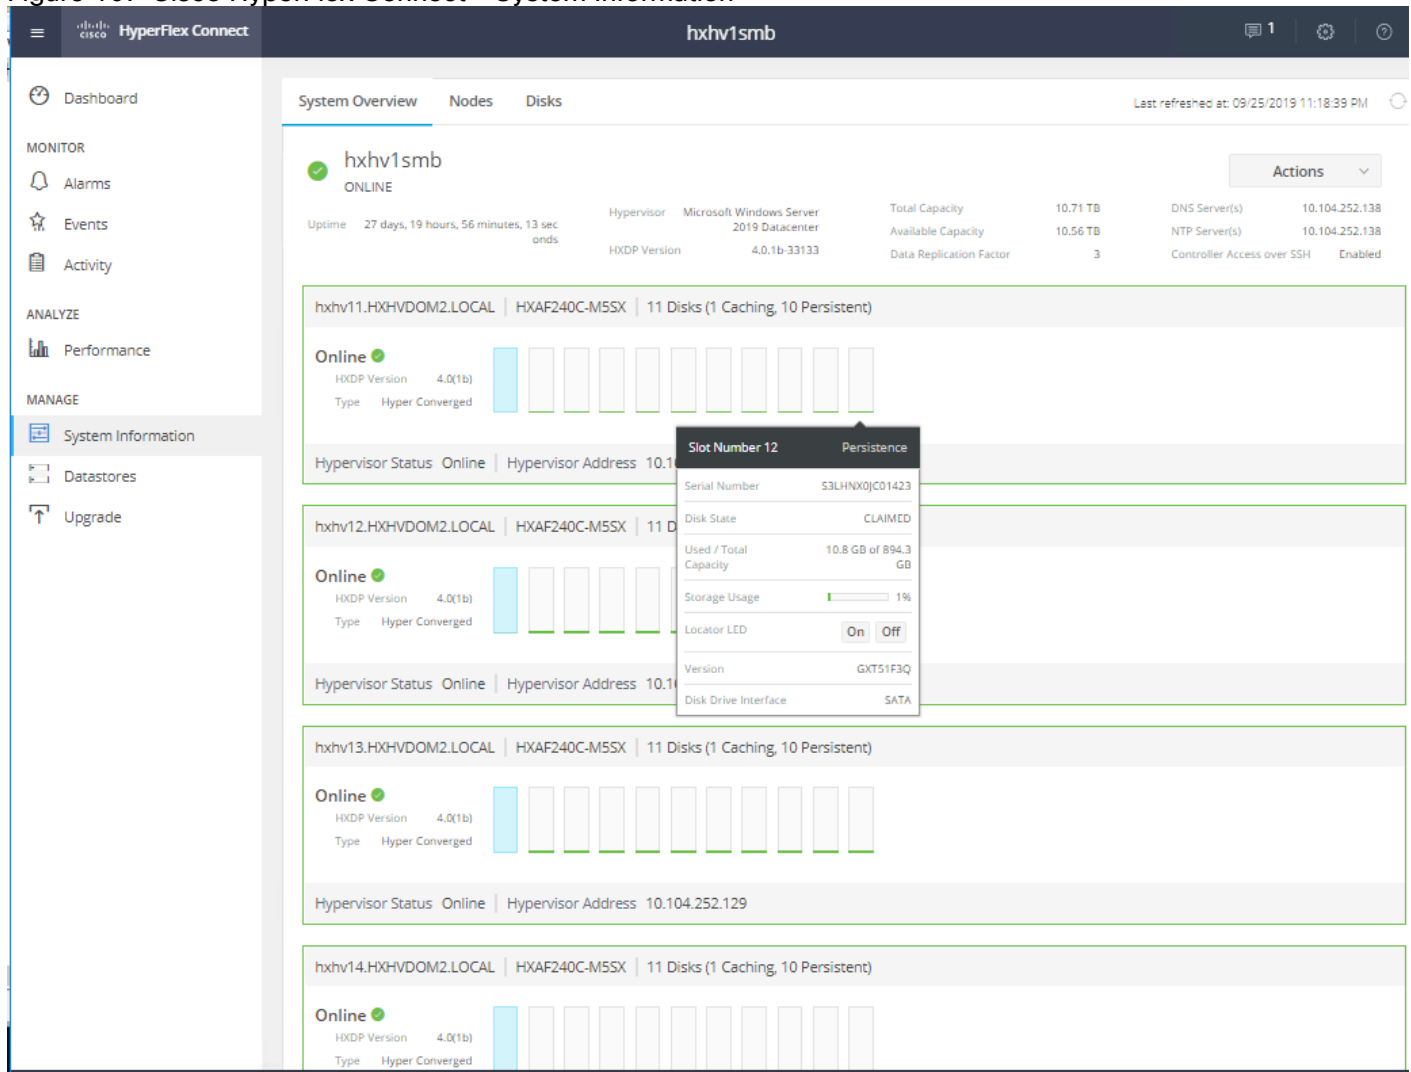 HyperFlex Connect
cisco
hxhv1smb
1
Dashboard
MONITOR
Alarms
Events
Activity
ANALYZE
Performance
MANAGE
System Information
Datastores
Upgrade
System Overview Nodes Disks
Last refreshed at: 09/25/2019 11:18:39 PM
hxhv1smb
ONLINE
Actions
Uptime 27 days, 19 hours, 56 minutes, 13 sec
onds
Hypervisor Microsoft Windows Server
2019 Datacenter
HXDP Version 4.0.1b-33133
Total Capacity 10.71 TB
Available Capacity 10.56 TB
Data Replication Factor 3
DNS Server(s) 10.104.252.138
NTP Server(s) 10.104.252.138
Controller Access over SSH Enabled
hxhv11.HXHVDOM2.LOCAL HXAF240C-M5SX 11 Disks (1 Caching, 10 Persistent)
Online
HXDP Version 4.0(1b)
Type Hyper Converged
Hypervisor Status Online Hypervisor Address
Slot Number 12 Persistence
Serial Number S3LHNX0JC01423
Disk State CLAIMED
Used / Total 10.8 GB of 894.3
Capacity GB
Storage Usage 1%
Locator LED On Off
Version GXT51F3Q
Disk Drive Interface SATA
hxhv12.HXHVDOM2.LOCAL HXAF240C-M5SX 11
Online
HXDP Version 4.0(1b)
Type Hyper Converged
Hypervisor Status Online Hypervisor Address
hxhv13.HXHVDOM2.LOCAL HXAF240C-M5SX 11 Disks (1 Caching, 10 Persistent)
Online
HXDP Version 4.0(1b)
Type Hyper Converged
Hypervisor Status Online Hypervisor Address 10.104.252.129
hxhv14.HXHVDOM2.LOCAL HXAF240C-M5SX 11 Disks (1 Caching, 10 Persistent)
Online
HXDP Version 4.0(1b)
Type Hyper Converged